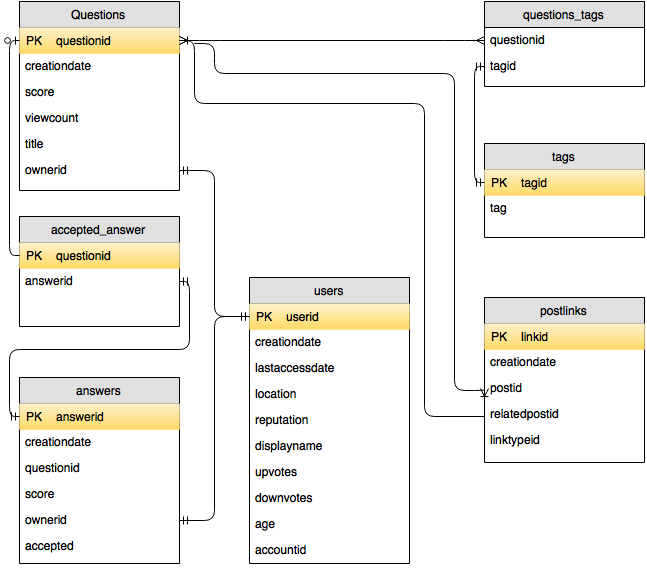 Questions
PK questionid
creationdate
score
viewcount
title
ownerid
accepted_answer
PK questionid
answerid
answers
PK answerid
creationdate
questionid
score
ownerid
accepted
users
PK userid
creationdate
lastaccessdate
location
reputation
displayname
upvotes
downvotes
age
accountid
questions_tags
questionid
tagid
tags
PK tagid
tag
postlinks
PK linkid
creationdate
postid
relatedpostid
linktypeid